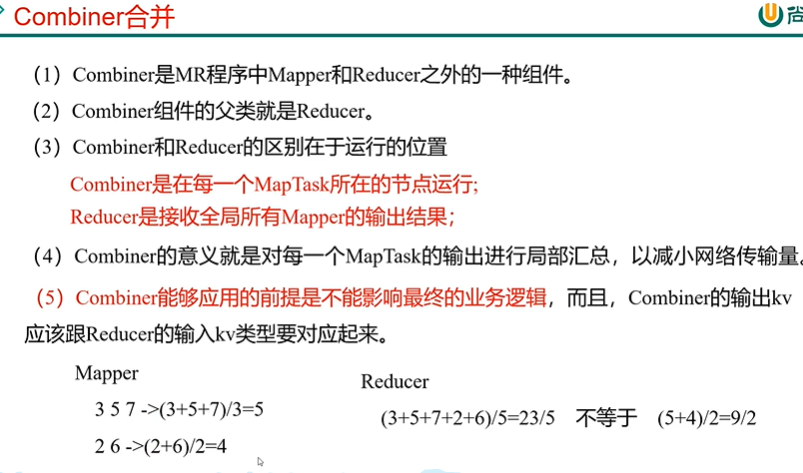 Combiner合并
（1）Combiner是MR程序中Mapper和Reducer之外的一种组件。
（2）Combiner组件的父类就是Reducer。
（3）Combiner和Reducer的区别在于运行的位置
Combiner是在每一个MapTask所在的节点运行;
Reducer是接收全局所有Mapper的输出结果；
（4）Combiner的意义就是对每一个MapTask的输出进行局部汇总，以减小网络传输量。
（5）Combiner能够应用的前提是不能影响最终的业务逻辑，而且，Combiner的输出kv
应该跟Reducer的输入kv类型要对应起来。
Mapper
3 5 7 ->(3+5+7)/3=5
2 6 ->(2+6)/2=4
Reducer
(3+5+7+2+6)/5=23/5 不等于 (5+4)/2=9/2